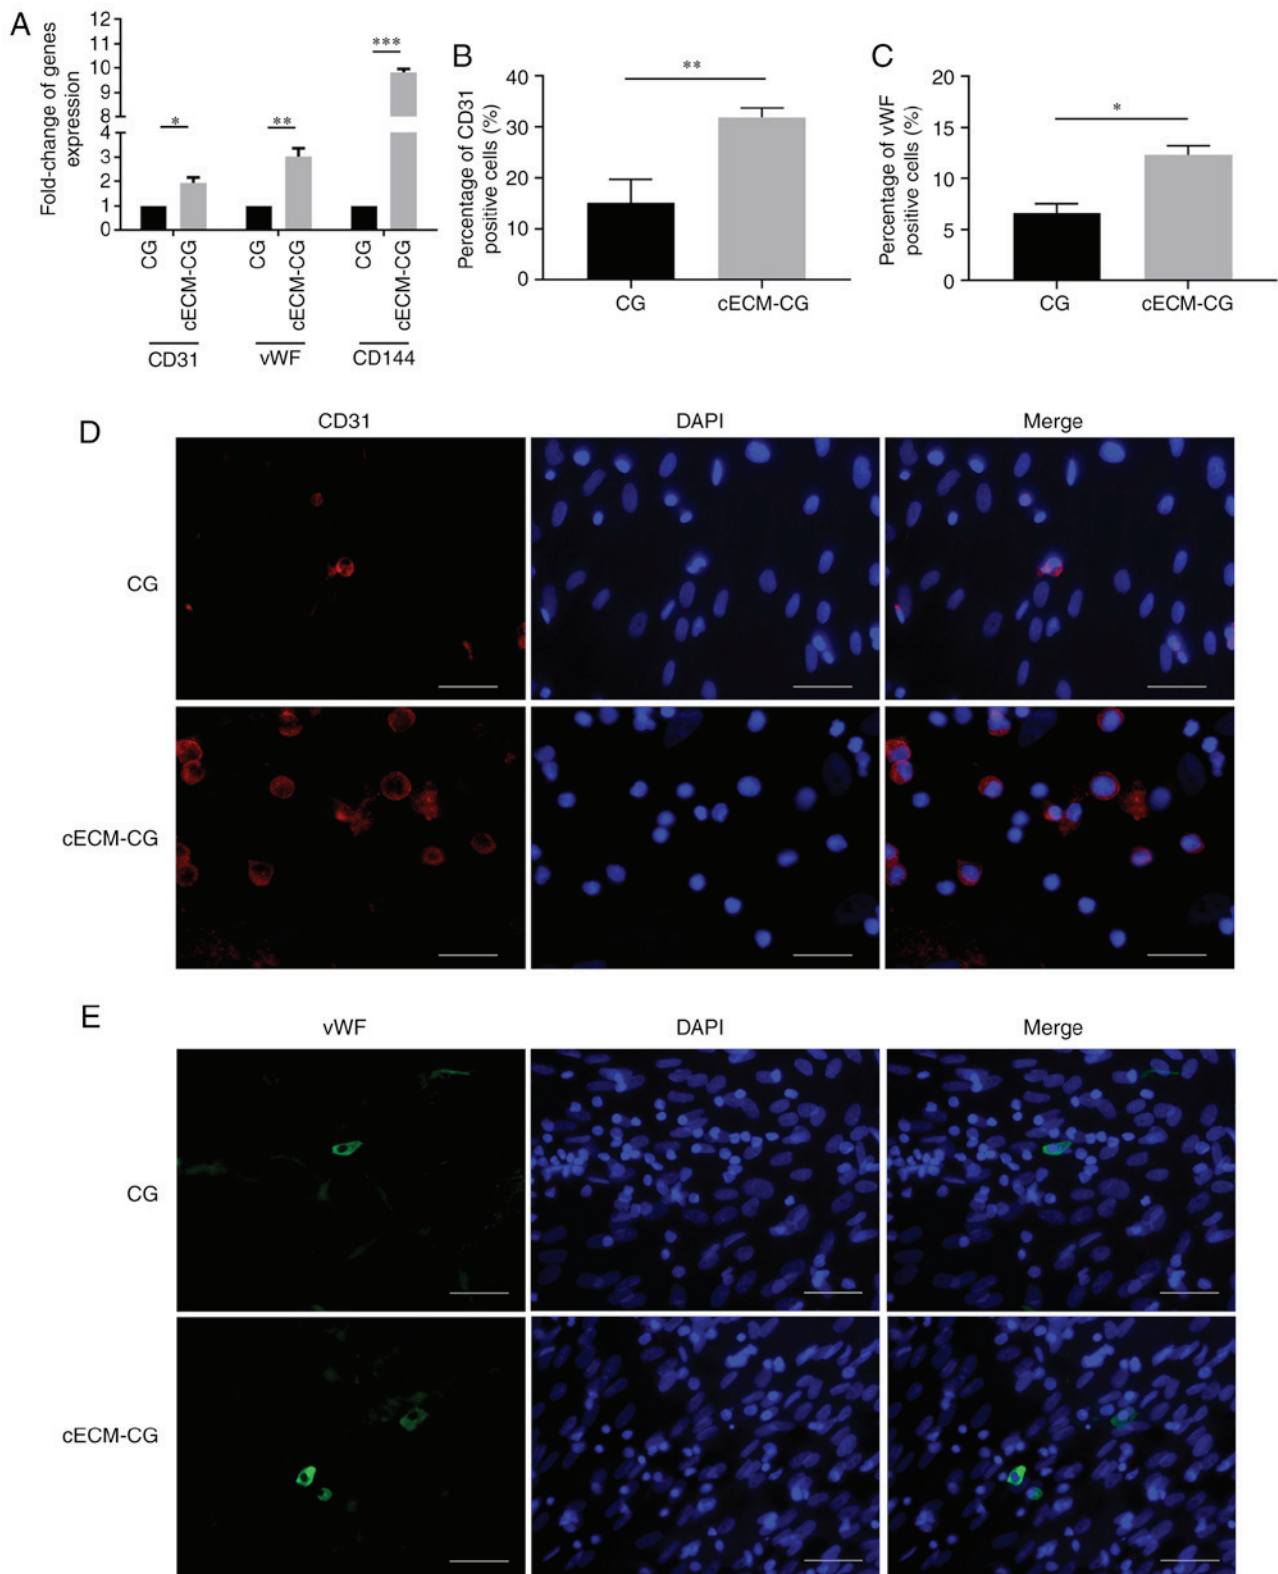 A
Fold-change of genes
expression
12
11
10
9
8
4
3
2
1
0
*
**
***
CG
cECM-CG
CG
cECM-CG
CG
cECM-CG
CD31
vWF
CD144
B
Percentage of CD31
positive cells (%)
40
30
20
10
0
**
CG
cECM-CG
C
Percentage of vWF
positive cells (%)
20
15
10
5
0
*
CG
cECM-CG
D
CD31
DAPI
Merge
CG
cECM-CG
E
vWF
DAPI
Merge
CG
cECM-CG